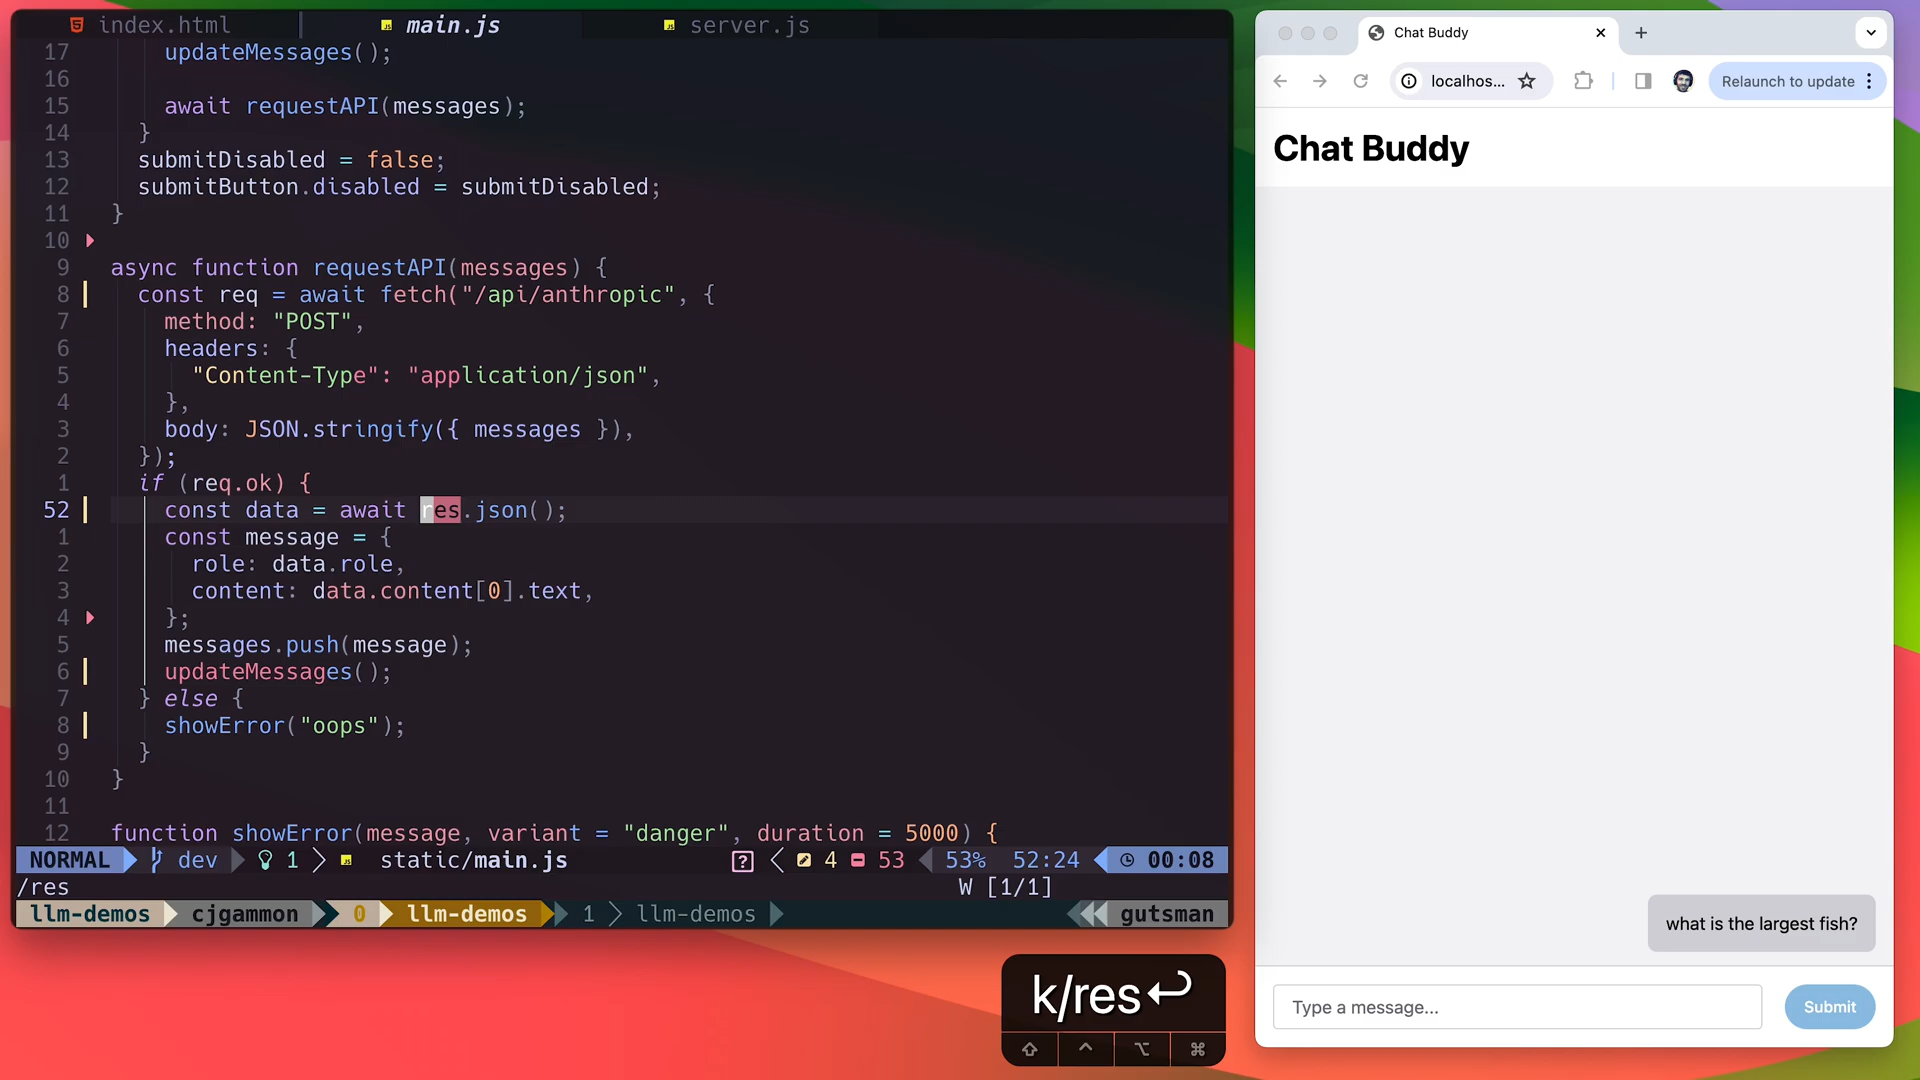 index.html main.js server.js
17 updateMessages();
16
15 await requestAPI(messages);
14 }
13 submitDisabled = false;
12 submitButton.disabled = submitDisabled;
11 }
10
9 async function requestAPI(messages) {
8 const req = await fetch("/api/anthropic", {
7 method: "POST",
6 headers: {
5 "Content-Type": "application/json",
4 },
3 body: JSON.stringify({ messages }),
2 });
1 if (req.ok) {
52 const data = await res.json();
1 const message = {
2 role: data.role,
3 content: data.content[0].text,
4 };
5 messages.push(message);
6 updateMessages();
7 } else {
8 showError("oops");
9 }
10 }
11
12 function showError(message, variant = "danger", duration = 5000) {
NORMAL dev 1 static/main.js ? 4 53 53% 52:24 00:08
/res W [1/1]
llm-demos cjgammon 0 llm-demos 1 llm-demos gutsman
k/res
Chat Buddy
localhos...
Relaunch to update
Chat Buddy
what is the largest fish?
Type a message...
Submit